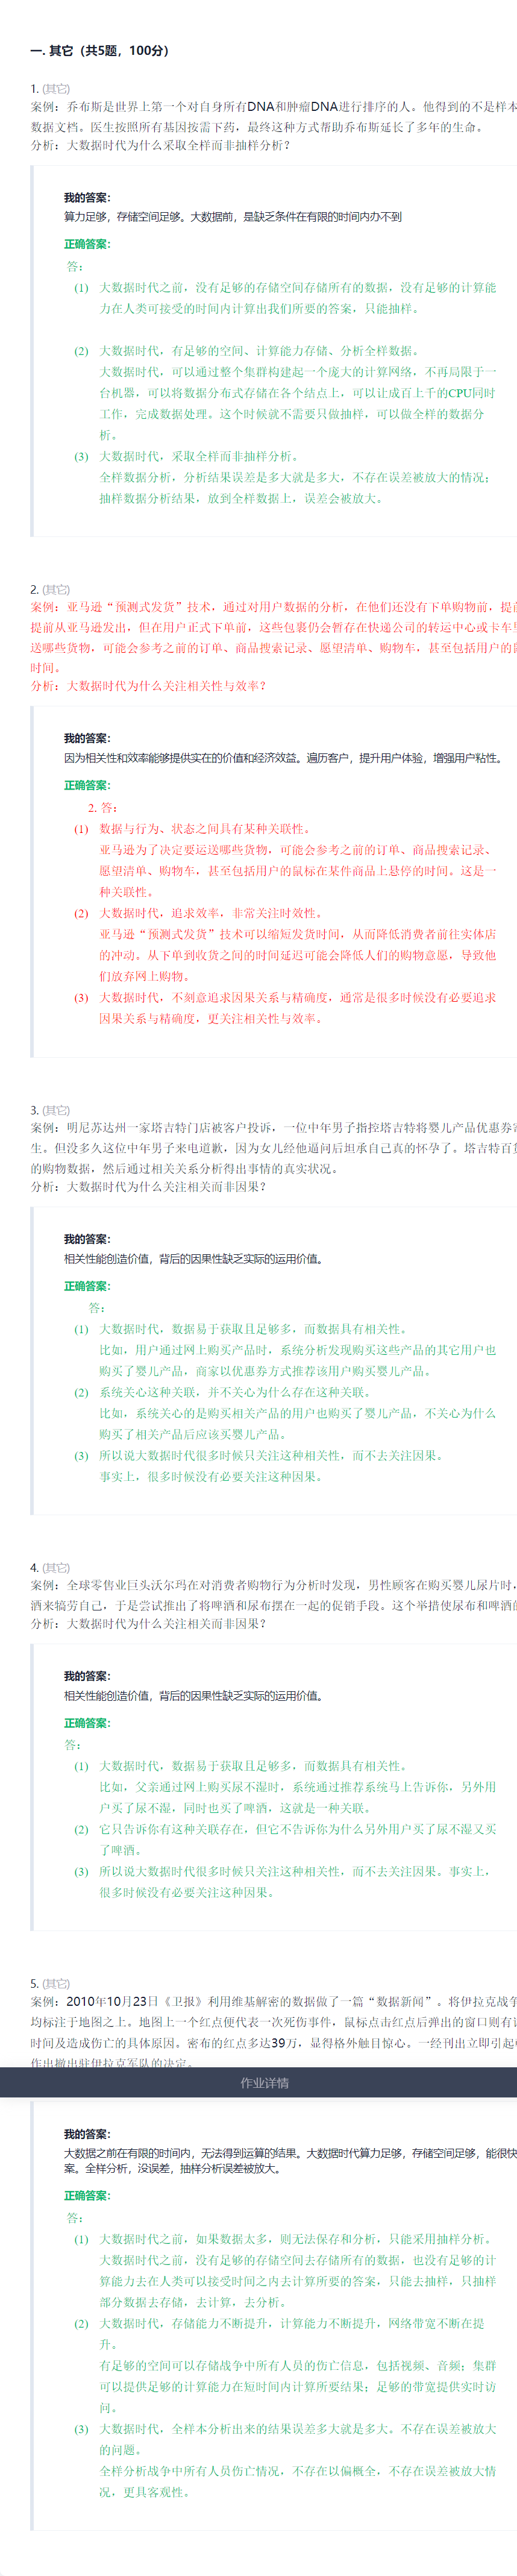 一. 其它（共5题，100分）
1. (其它)
案例：乔布斯是世界上第一个对自身所有DNA和肿瘤DNA进行排序的人。他得到的不是样本
数据文档。医生按照所有基因按需下药，最终这种方式帮助乔布斯延长了多年的生命。
分析：大数据时代为什么采取全样而非抽样分析？
我的答案：
算力足够，存储空间足够。大数据前，是缺乏条件在有限的时间内办不到
正确答案：
答：
(1) 大数据时代之前，没有足够的存储空间存储所有的数据，没有足够的计算能
力在人类可接受的时间内计算出我们所要的答案，只能抽样。
(2) 大数据时代，有足够的空间、计算能力存储、分析全样数据。
大数据时代，可以通过整个集群构建起一个庞大的计算网络，不再局限于一
台机器，可以将数据分布式存储在各个结点上，可以让成百上千的CPU同时
工作，完成数据处理。这个时候就不需要只做抽样，可以做全样的数据分
析。
(3) 大数据时代，采取全样而非抽样分析。
全样数据分析，分析结果误差是多大就是多大，不存在误差被放大的情况；
抽样数据分析结果，放到全样数据上，误差会被放大。
2. (其它)
案例：亚马逊“预测式发货”技术，通过对用户数据的分析，在他们还没有下单购物前，提前
提前从亚马逊发出，但在用户正式下单前，这些包裹仍会暂存在快递公司的转运中心或卡车里
送哪些货物，可能会参考之前的订单、商品搜索记录、愿望清单、购物车，甚至包括用户的鼠
时间。
分析：大数据时代为什么关注相关性与效率？
我的答案：
因为相关性和效率能够提供实在的价值和经济效益。遍历客户，提升用户体验，增强用户粘性。
正确答案：
2. 答：
(1) 数据与行为、状态之间具有某种关联性。
亚马逊为了决定要运送哪些货物，可能会参考之前的订单、商品搜索记录、
愿望清单、购物车，甚至包括用户的鼠标在某件商品上悬停的时间。这是一
种关联性。
(2) 大数据时代，追求效率，非常关注时效性。
亚马逊“预测式发货”技术可以缩短发货时间，从而降低消费者前往实体店
的冲动。从下单到收货之间的时间延迟可能会降低人们的购物意愿，导致他
们放弃网上购物。
(3) 大数据时代，不刻意追求因果关系与精确度，通常是很多时候没有必要追求
因果关系与精确度，更关注相关性与效率。
3. (其它)
案例：明尼苏达州一家塔吉特门店被客户投诉，一位中年男子指控塔吉特将婴儿产品优惠券寄
生。但没多久这位中年男子来电道歉，因为女儿经他逼问后坦承自己真的怀孕了。塔吉特百货
的购物数据，然后通过相关关系分析得出事情的真实状况。
分析：大数据时代为什么关注相关而非因果？
我的答案：
相关性能创造价值，背后的因果性缺乏实际的运用价值。
正确答案：
答：
(1) 大数据时代，数据易于获取且足够多，而数据具有相关性。
比如，用户通过网上购买产品时，系统分析发现购买这些产品的其它用户也
购买了婴儿产品，商家以优惠券方式推荐该用户购买婴儿产品。
(2) 系统关心这种关联，并不关心为什么存在这种关联。
比如，系统关心的是购买相关产品的用户也购买了婴儿产品，不关心为什么
购买了相关产品后应该买婴儿产品。
(3) 所以说大数据时代很多时候只关注这种相关性，而不去关注因果。
事实上，很多时候没有必要关注这种因果。
4. (其它)
案例：全球零售业巨头沃尔玛在对消费者购物行为分析时发现，男性顾客在购买婴儿尿片时，
酒来犒劳自己，于是尝试推出了将啤酒和尿布摆在一起的促销手段。这个举措使尿布和啤酒的
分析：大数据时代为什么关注相关而非因果？
我的答案：
相关性能创造价值，背后的因果性缺乏实际的运用价值。
正确答案：
答：
(1) 大数据时代，数据易于获取且足够多，而数据具有相关性。
比如，父亲通过网上购买尿不湿时，系统通过推荐系统马上告诉你，另外用
户买了尿不湿，同时也买了啤酒，这就是一种关联。
(2) 它只告诉你有这种关联存在，但它不告诉你为什么另外用户买了尿不湿又买
了啤酒。
(3) 所以说大数据时代很多时候只关注这种相关性，而不去关注因果。事实上，
很多时候没有必要关注这种因果。
5. (其它)
案例：2010年10月23日《卫报》利用维基解密的数据做了一篇“数据新闻”。将伊拉克战争
均标注于地图之上。地图上一个红点便代表一次死伤事件，鼠标点击红点后弹出的窗口则有详
时间及造成伤亡的具体原因。密布的红点多达39万，显得格外触目惊心。一经刊出立即引起
作出撤出驻伊拉克军队的决定。
作业详情
我的答案：
大数据之前在有限的时间内，无法得到运算的结果。大数据时代算力足够，存储空间足够，能很快
案。全样分析，没误差，抽样分析误差被放大。
正确答案：
答：
(1) 大数据时代之前，如果数据太多，则无法保存和分析，只能采用抽样分析。
大数据时代之前，没有足够的存储空间去存储所有的数据，也没有足够的计
算能力去在人类可以接受时间之内去计算所要的答案，只能去抽样，只抽样
部分数据去存储，去计算，去分析。
(2) 大数据时代，存储能力不断提升，计算能力不断提升，网络带宽不断在提
升。
有足够的空间可以存储战争中所有人员的伤亡信息，包括视频、音频；集群
可以提供足够的计算能力在短时间内计算所要结果；足够的带宽提供实时访
问。
(3) 大数据时代，全样本分析出来的结果误差多大就是多大。不存在误差被放大
的问题。
全样分析战争中所有人员伤亡情况，不存在以偏概全，不存在误差被放大情
况，更具客观性。